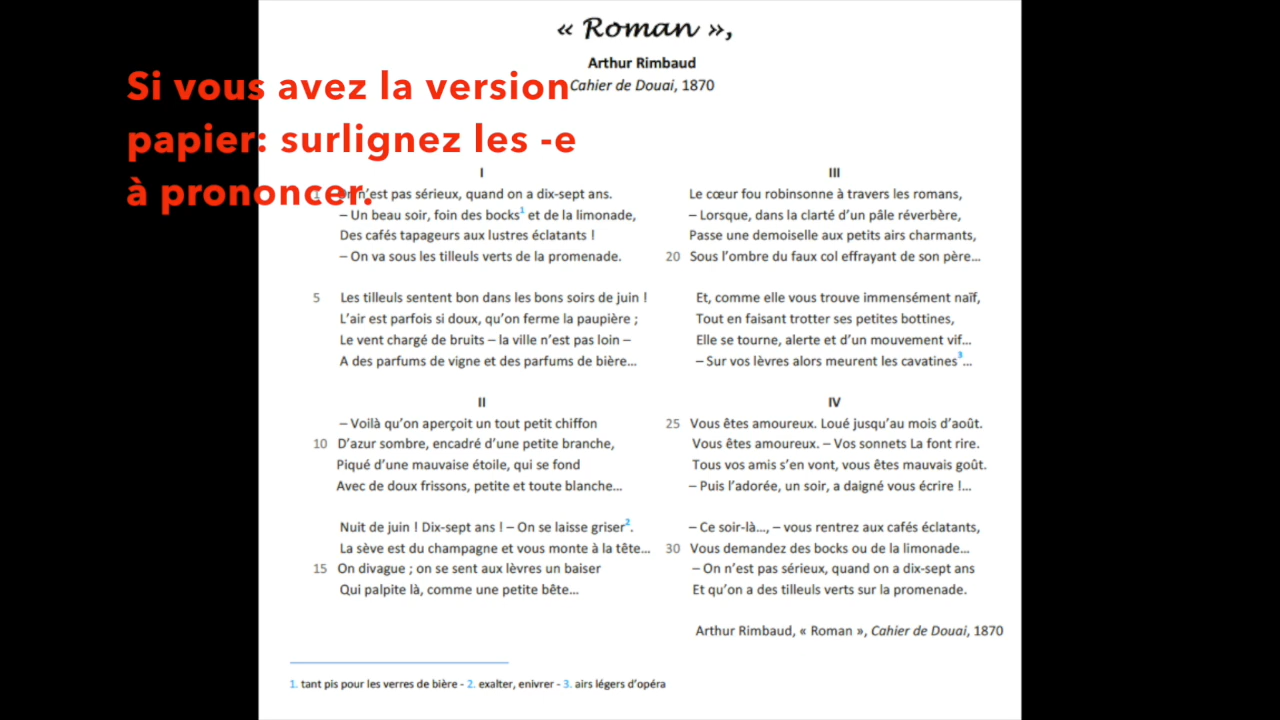 « Roman »,
Arthur Rimbaud
Cahier de Douai, 1870
Si vous avez la version
papier: surlignez les -e
à prononcer.
I
On n’est pas sérieux, quand on a dix-sept ans.
– Un beau soir, foin des bocks1 et de la limonade,
Des cafés tapageurs aux lustres éclatants !
– On va sous les tilleuls verts de la promenade.
5 Les tilleuls sentent bon dans les bons soirs de juin !
L’air est parfois si doux, qu’on ferme la paupière ;
Le vent chargé de bruits – la ville n’est pas loin –
A des parfums de vigne et des parfums de bière…
II
– Voilà qu’on aperçoit un tout petit chiffon
10 D’azur sombre, encadré d’une petite branche,
Piqué d’une mauvaise étoile, qui se fond
Avec de doux frissons, petite et toute blanche…
Nuit de juin ! Dix-sept ans ! – On se laisse griser2.
La sève est du champagne et vous monte à la tête…
15 On divague ; on se sent aux lèvres un baiser
Qui palpite là, comme une petite bête…
III
Le cœur fou robinsonne à travers les romans,
– Lorsque, dans la clarté d’un pâle réverbère,
Passe une demoiselle aux petits airs charmants,
20 Sous l’ombre du faux col effrayant de son père…
Et, comme elle vous trouve immensément naïf,
Tout en faisant trotter ses petites bottines,
Elle se tourne, alerte et d’un mouvement vif…
– Sur vos lèvres alors meurent les cavatines3…
IV
25 Vous êtes amoureux. Loué jusqu’au mois d’août.
Vous êtes amoureux. – Vos sonnets La font rire.
Tous vos amis s’en vont, vous êtes mauvais goût.
– Puis l’adorée, un soir, a daigné vous écrire !…
– Ce soir-là…, – vous rentrez aux cafés éclatants,
30 Vous demandez des bocks ou de la limonade…
– On n’est pas sérieux, quand on a dix-sept ans
Et qu’on a des tilleuls verts sur la promenade.
Arthur Rimbaud, « Roman », Cahier de Douai, 1870
1. tant pis pour les verres de bière - 2. exalter, enivrer - 3. airs légers d’opéra